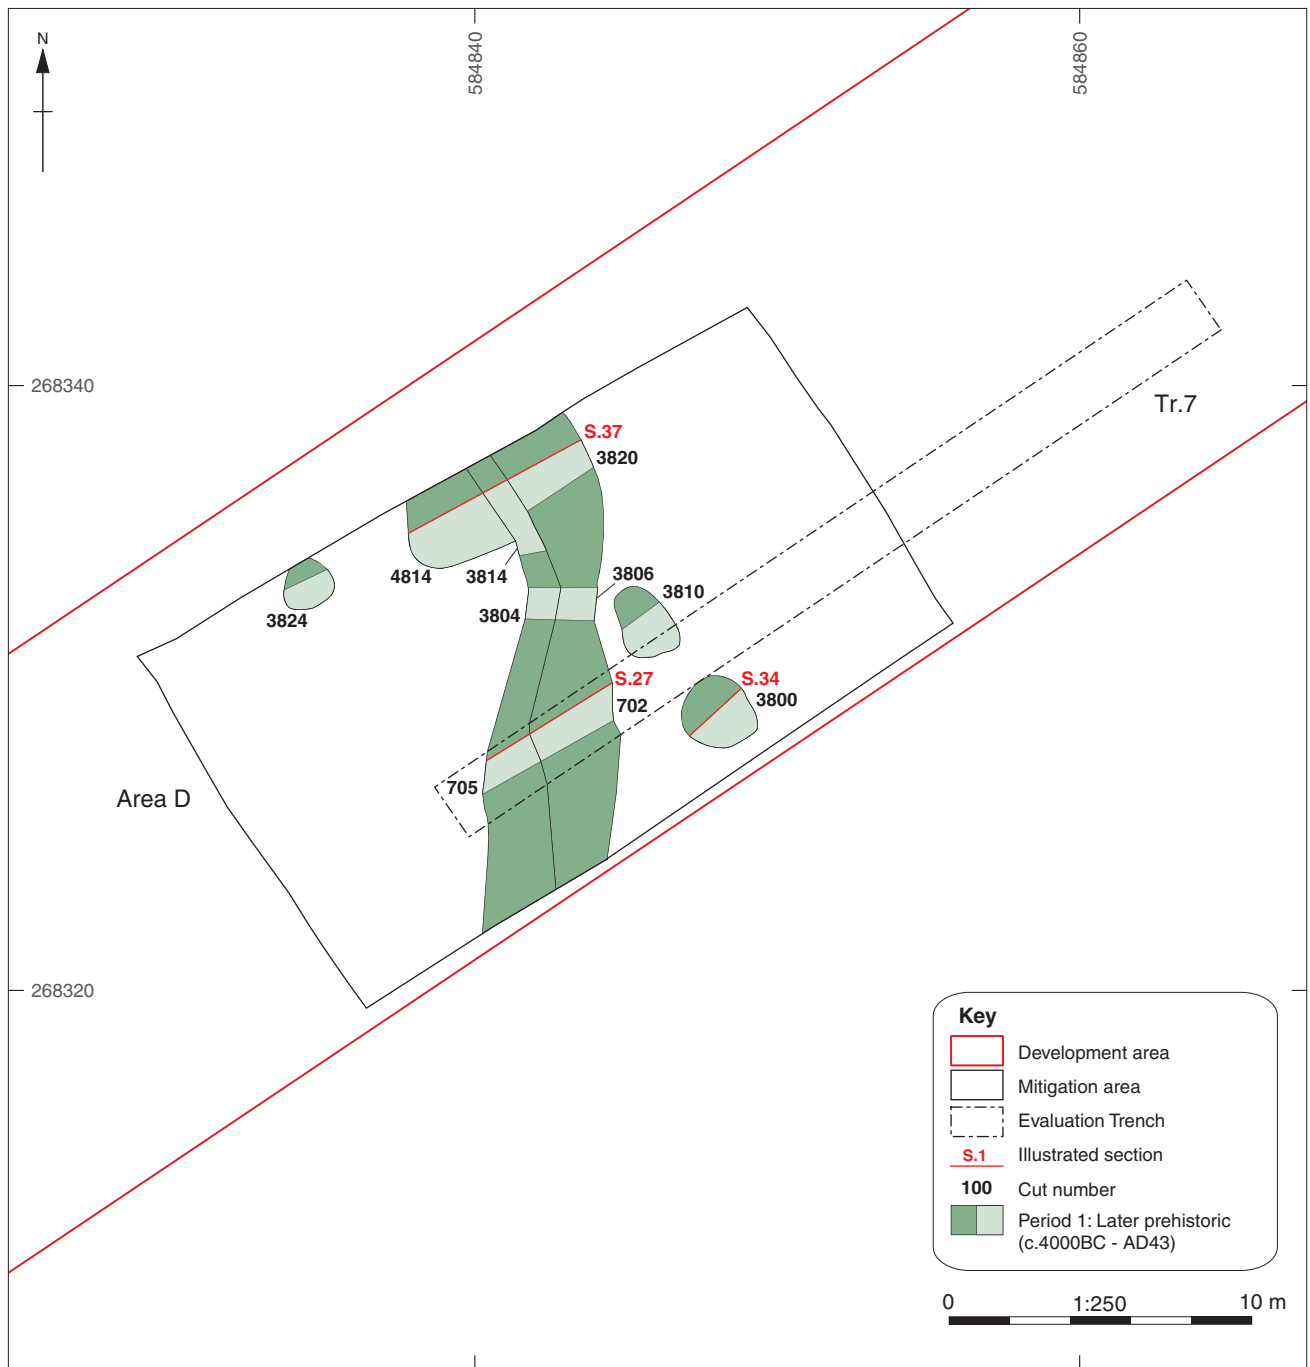 N
584840
584860
268340
Tr.7
S.37
3820
4814
3814
3806
3810
3804
3824
S.27
702
S.34
3800
705
Area D
268320
Key
Development area
Mitigation area
Evaluation Trench
S.1 Illustrated section
100 Cut number
Period 1: Later prehistoric
(c.4000BC - AD43)
0 1:250 10 m